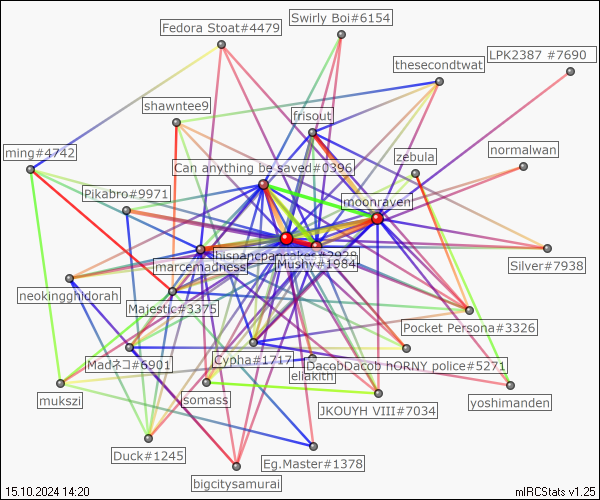 Swirly Boi#6154
Fedora Stoat#4479
LPK2387 #7690
thesecondtwat
shawntee9
frisout
normalwan
ming#4742
zebula
Can anything be saved#0396
Pikabro#9971
moonraven
hispancpancake#3928
marcemadness
Mushy#1984
Silver#7938
neokingghidorah
Majestic#3375
Pocket Persona#3326
Madネコ#6901
Cypha#1717
DacobDacob hORNY police#5271
eliakith
mukszi
somass
JKOUYH VIII#7034
yoshimanden
Duck#1245
Eg.Master#1378
bigcitysamurai
15.10.2024 14:20
mIRCStats v1.25